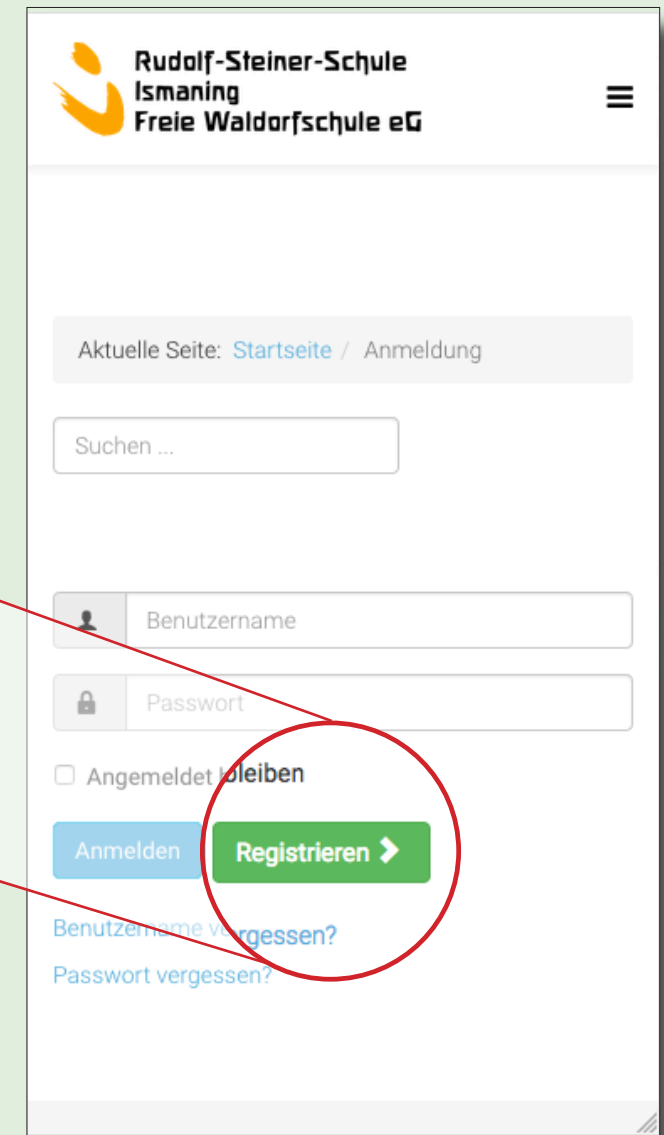 Rudolf-Steiner-Schule
Ismaning
Freie Waldorfschule eG
Aktuelle Seite: Startseite / Anmeldung
Suchen ...
Benutzername
Passwort
Angemeldet bleiben
Anmelden Registrieren
Benutzername vergessen?
Passwort vergessen?